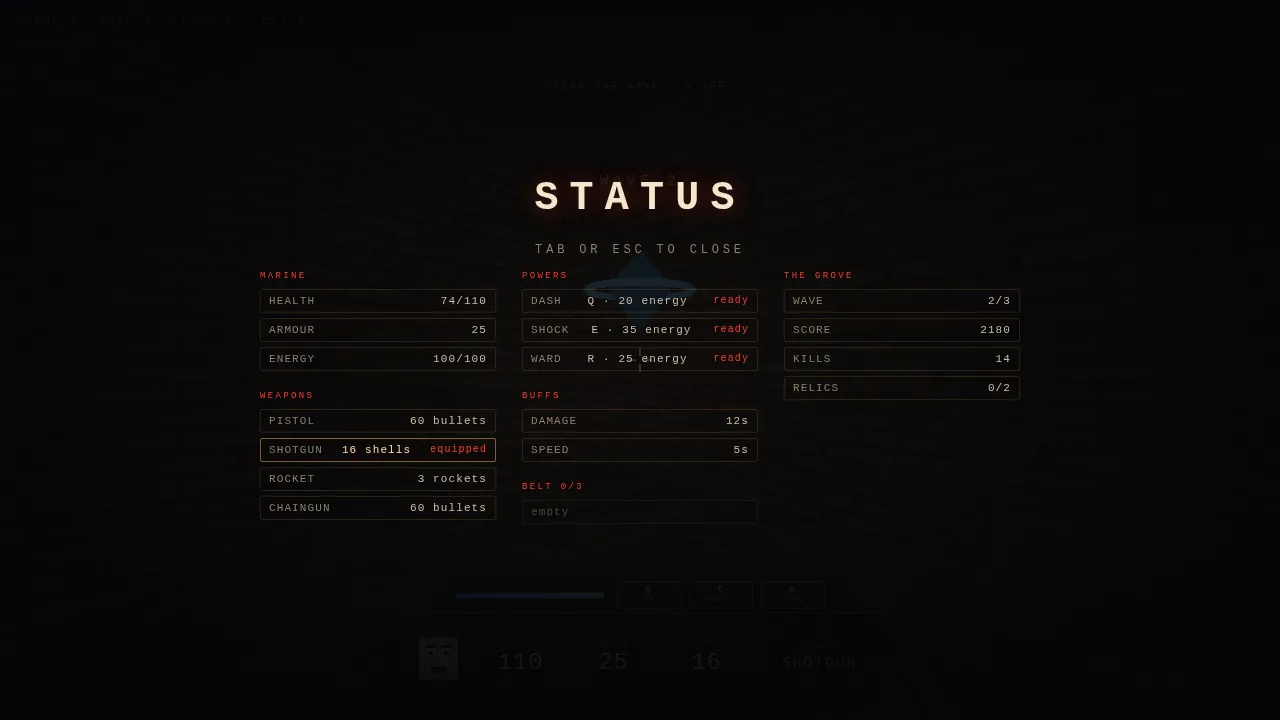 WAVE 2
STATUS
TAB OR ESC TO CLOSE
MARINE
HEALTH 74/110
ARMOUR 25
ENERGY 100/100
WEAPONS
PISTOL 60 bullets
SHOTGUN 16 shells equipped
ROCKET 3 rockets
CHAINGUN 60 bullets
POWERS
DASH Q · 20 energy ready
SHOCK E · 35 energy ready
WARD R · 25 energy ready
BUFFS
DAMAGE 12s
SPEED 5s
BELT 0/3
empty
THE GROVE
WAVE 2/3
SCORE 2180
KILLS 14
RELICS 0/2
110 25 16 SHOTGUN